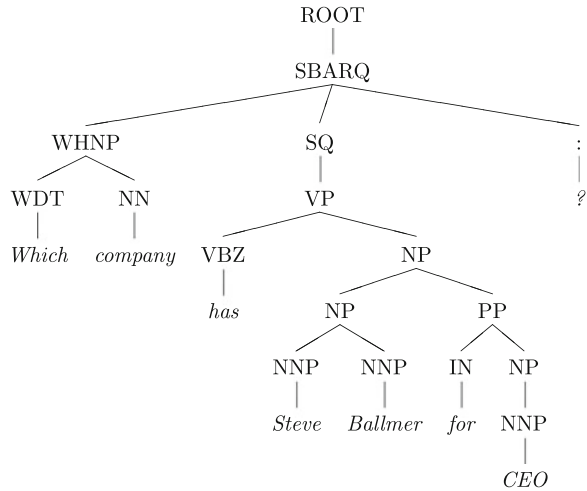 ROOT
SBARQ
WHNP SQ :
WDT NN VP ?
Which company VBZ NP
has NP PP
NNP NNP IN NP
Steve Ballmer for NNP
CEO